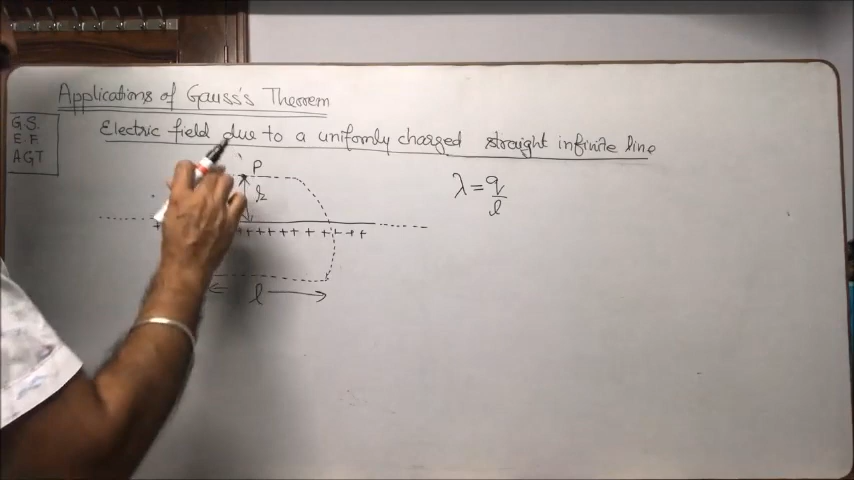 Applications of Gauss's Theorem
G.S.
E.F.
AGT
Electric field due to a uniformly charged straight infinite line
P
r
λ = q/l
+ + + + + + + + + + +
l